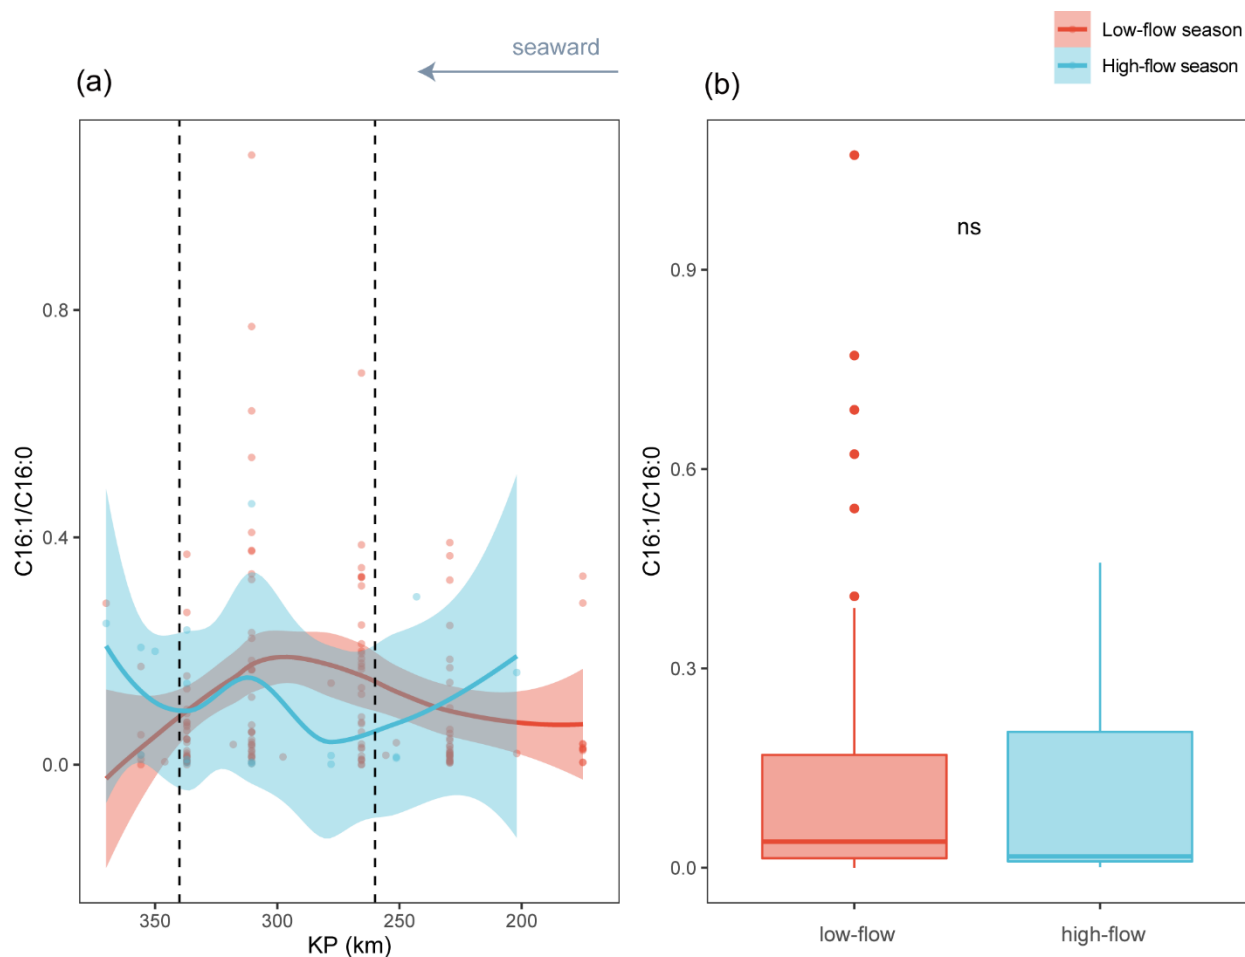 seaward
Low-flow season
High-flow season
(a)
(b)
ns
C16:1/C16:0
0.8
0.4
0.0
350
300
250
200
KP (km)
C16:1/C16:0
0.9
0.6
0.3
0.0
low-flow
high-flow